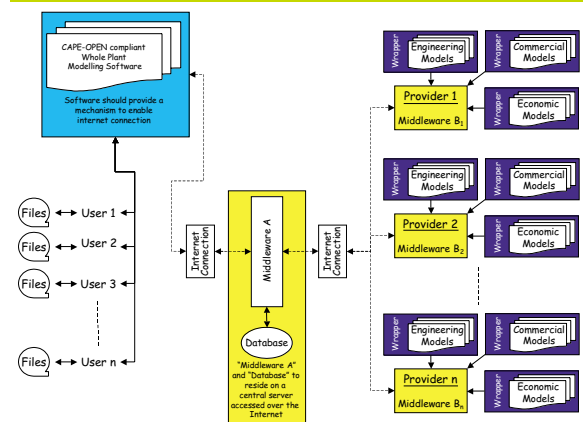 CAPE-OPEN compliant
Whole Plant
Modelling Software
Software should provide a
mechanism to enable
internet connection
Files
User 1
Files
User 2
Files
User 3
Files
User n
Internet
Connection
Middleware A
Database
"Middleware A"
and "Database" to
reside on a
central server
accessed over the
Internet
Internet
Connection
Wrapper
Engineering
Models
Wrapper
Commercial
Models
Provider 1
Middleware B1
Wrapper
Economic
Models
Wrapper
Engineering
Models
Wrapper
Commercial
Models
Provider 2
Middleware B2
Wrapper
Economic
Models
Wrapper
Engineering
Models
Wrapper
Commercial
Models
Provider n
Middleware Bn
Wrapper
Economic
Models